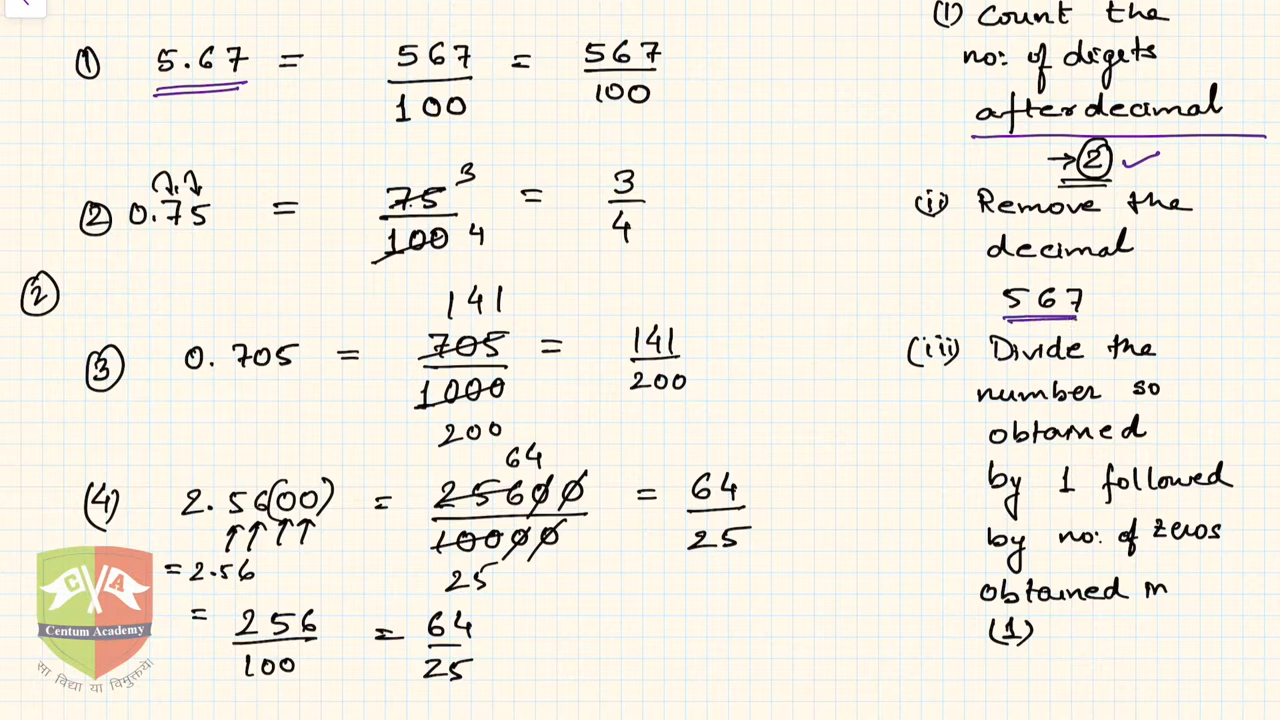 (1) 5.67 = 567/100 = 567/100
(2) 0.75 = 75/100 3 4 = 3/4
(2)
(3) 0.705 = 705/1000 141 200 = 141/200
(4) 2.56(00) = 25600/10000 64 25 = 64/25
= 2.56
= 256/100 = 64/25
(i) Count the
no: of digits
after decimal
→ 2 ✓
(ii) Remove the
decimal
567
(iii) Divide the
number so
obtained
by 1 followed
by no: of zeros
obtained in
(1)
C A
Centum Academy
सा विद्या या विमुक्तये